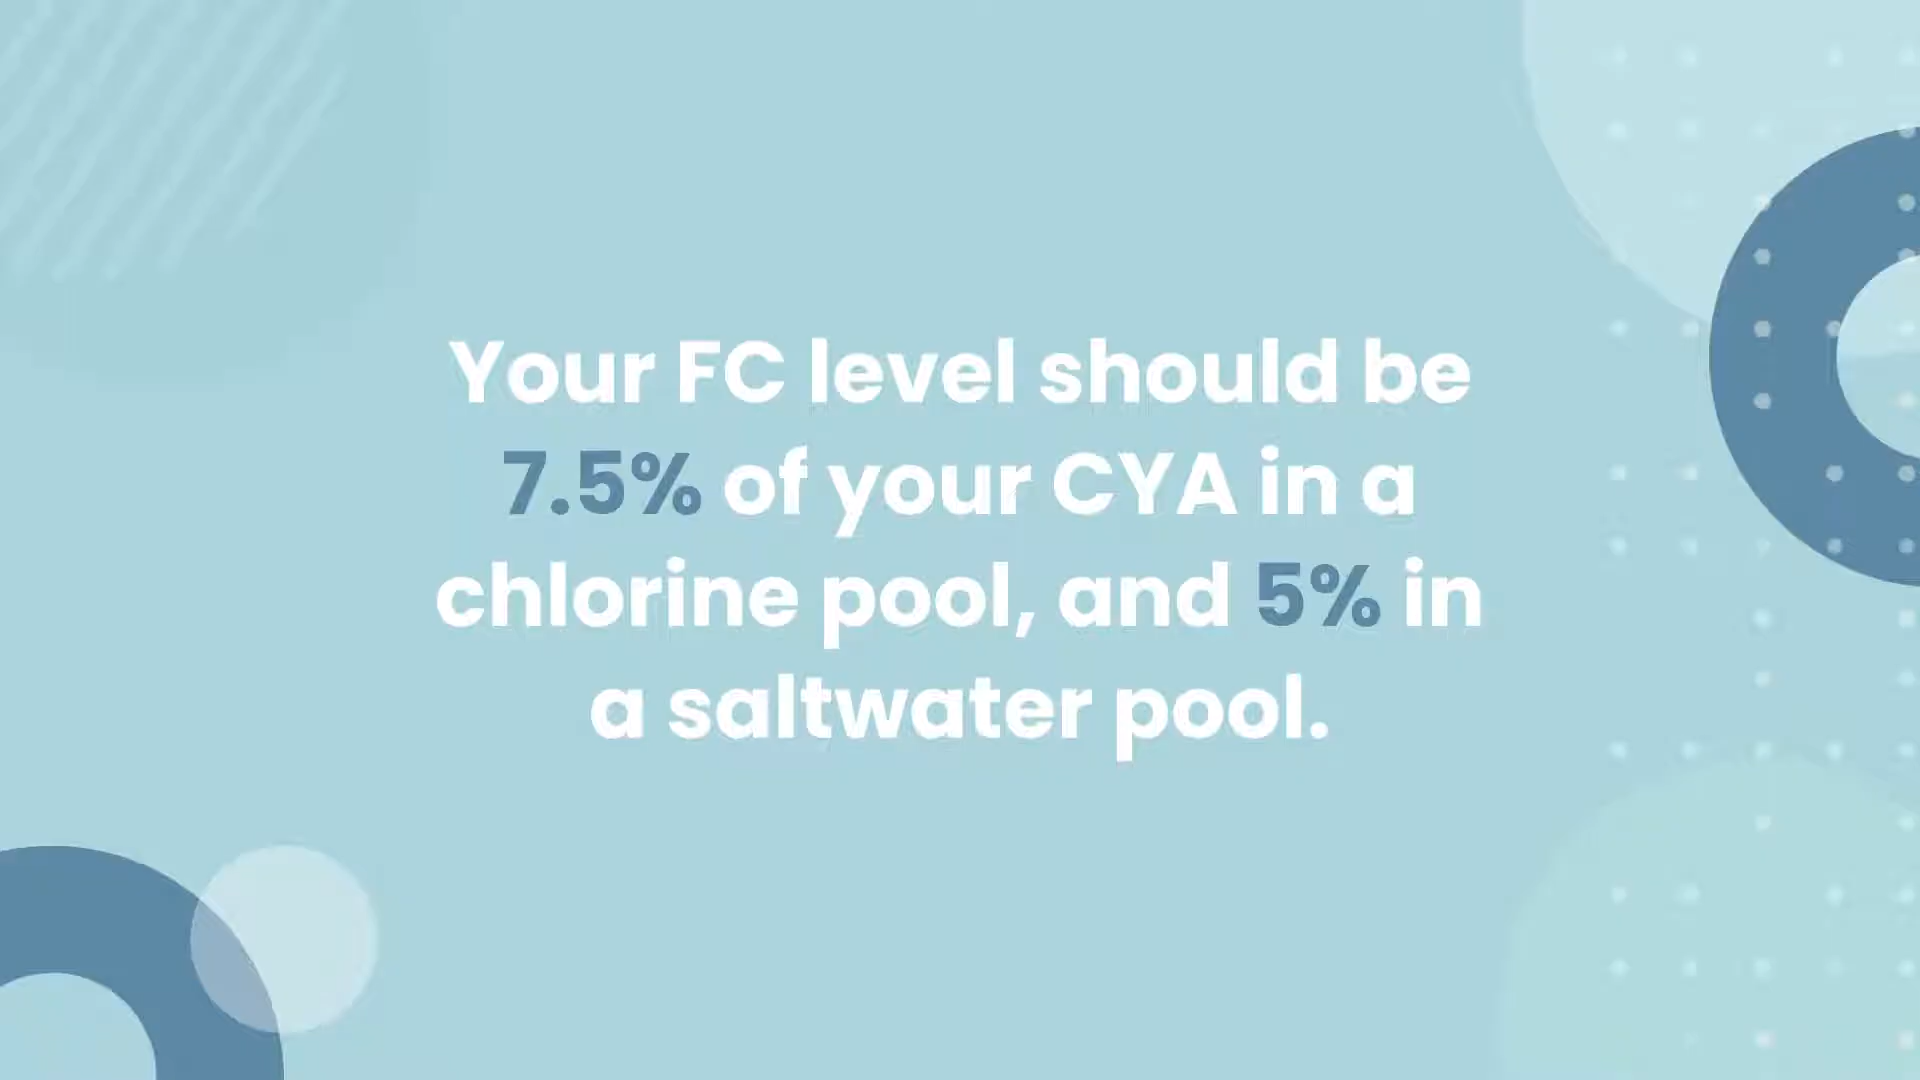 Your FC level should be
7.5% of your CYA in a
chlorine pool, and 5% in
a saltwater pool.